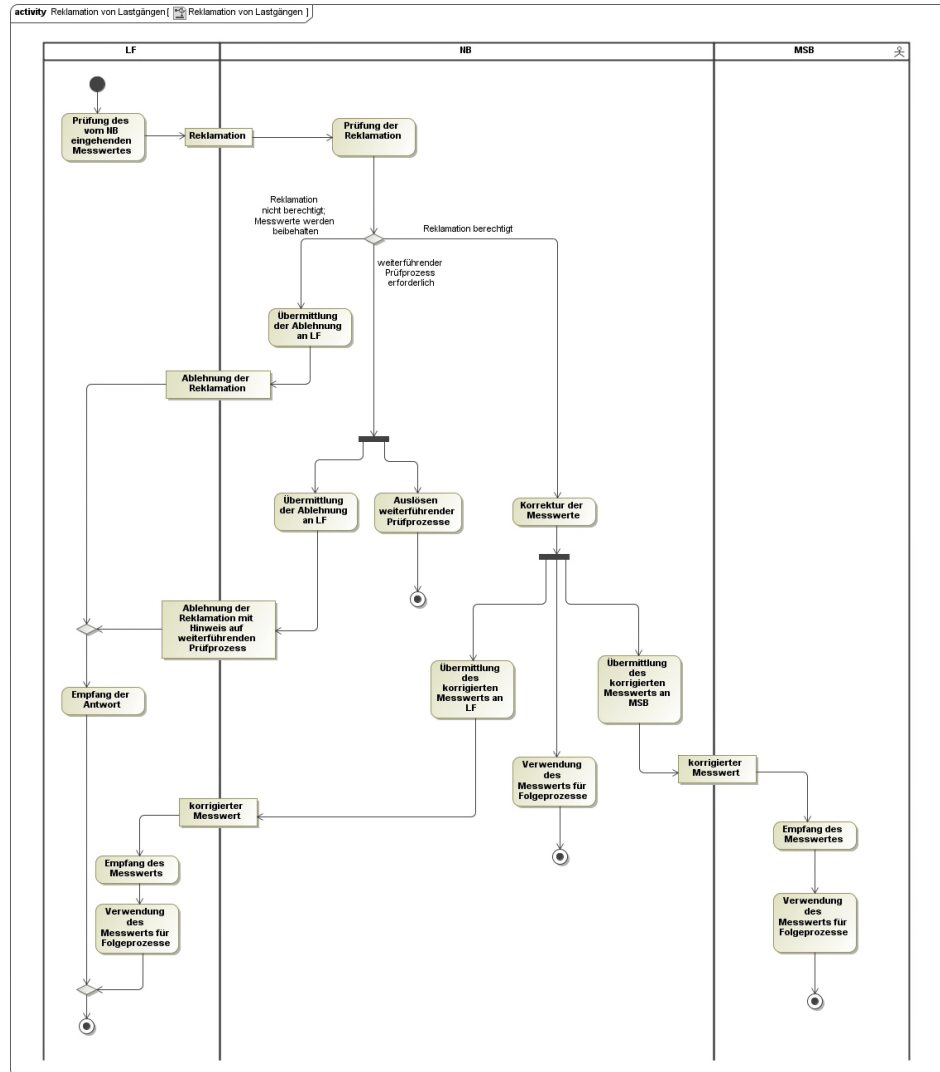 activity Reklamation von Lastgängen [ Reklamation von Lastgängen ]
LF
NB
MSB
Prüfung des
vom NB
eingehenden
Messwertes
Reklamation
Prüfung der
Reklamation
Reklamation
nicht berechtigt;
Messwerte werden
beibehalten
Reklamation berechtigt
weiterführender
Prüfprozess
erforderlich
Übermittlung
der Ablehnung
an LF
Ablehnung der
Reklamation
Übermittlung
der Ablehnung
an LF
Auslösen
weiterführender
Prüfprozesse
Korrektur der
Messwerte
Ablehnung der
Reklamation mit
Hinweis auf
weiterführenden
Prüfprozess
Empfang der
Antwort
Übermittlung
des
korrigierten
Messwerts an
LF
Übermittlung
des
korrigierten
Messwerts an
MSB
Verwendung
des
Messwerts für
Folgeprozesse
korrigierter
Messwert
korrigierter
Messwert
Empfang des
Messwerts
Verwendung
des
Messwerts für
Folgeprozesse
Empfang des
Messwertes
Verwendung
des
Messwerts für
Folgeprozesse